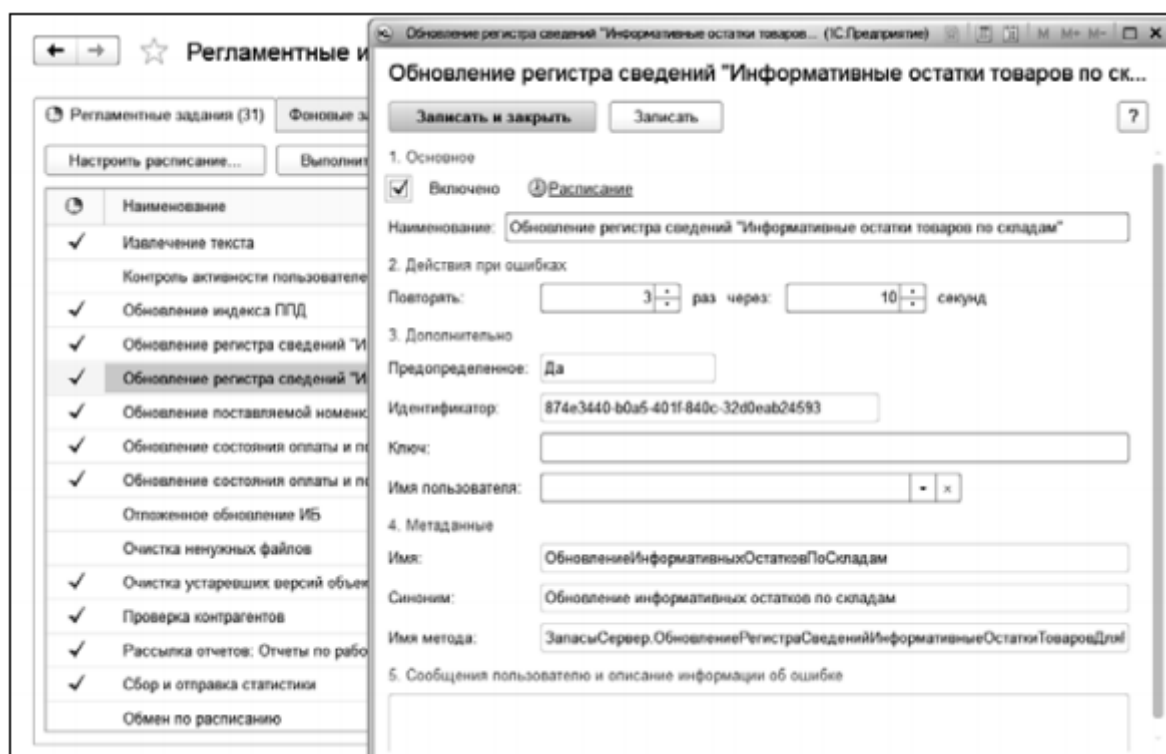 Регламентные и
Регламентные задания (31)
Фоновые за
Настроить расписание...
Выполнит
Наименование
Извлечение текста
Контроль активности пользователе
Обновление индекса ППД
Обновление регистра сведений "И
Обновление регистра сведений "И
Обновление поставляемой номенк
Обновление состояния оплаты и по
Обновление состояния оплаты и по
Отложенное обновление ИБ
Очистка ненужных файлов
Очистка устаревших версий объек
Проверка контрагентов
Рассылка отчетов: Отчеты по рабо
Сбор и отправка статистики
Обмен по расписанию
Обновление регистра сведений "Информативные остатки товаров... (1С:Предприятие)
M M+ M-
Обновление регистра сведений "Информативные остатки товаров по ск...
Записать и закрыть
Записать
?
1. Основное
Включено
Расписание
Наименование: Обновление регистра сведений "Информативные остатки товаров по складам"
2. Действия при ошибках
Повторять: 3 раз через: 10 секунд
3. Дополнительно
Предопределенное: Да
Идентификатор: 874e3440-b0a5-401f-840c-32d0eab24593
Ключ:
Имя пользователя:
4. Метаданные
Имя: ОбновлениеИнформативныхОстатковПоСкладам
Синоним: Обновление информативных остатков по складам
Имя метода: ЗапасыСервер.ОбновлениеРегистраСведенийИнформативныеОстаткиТоваровДля
5. Сообщения пользователю и описание информации об ошибке